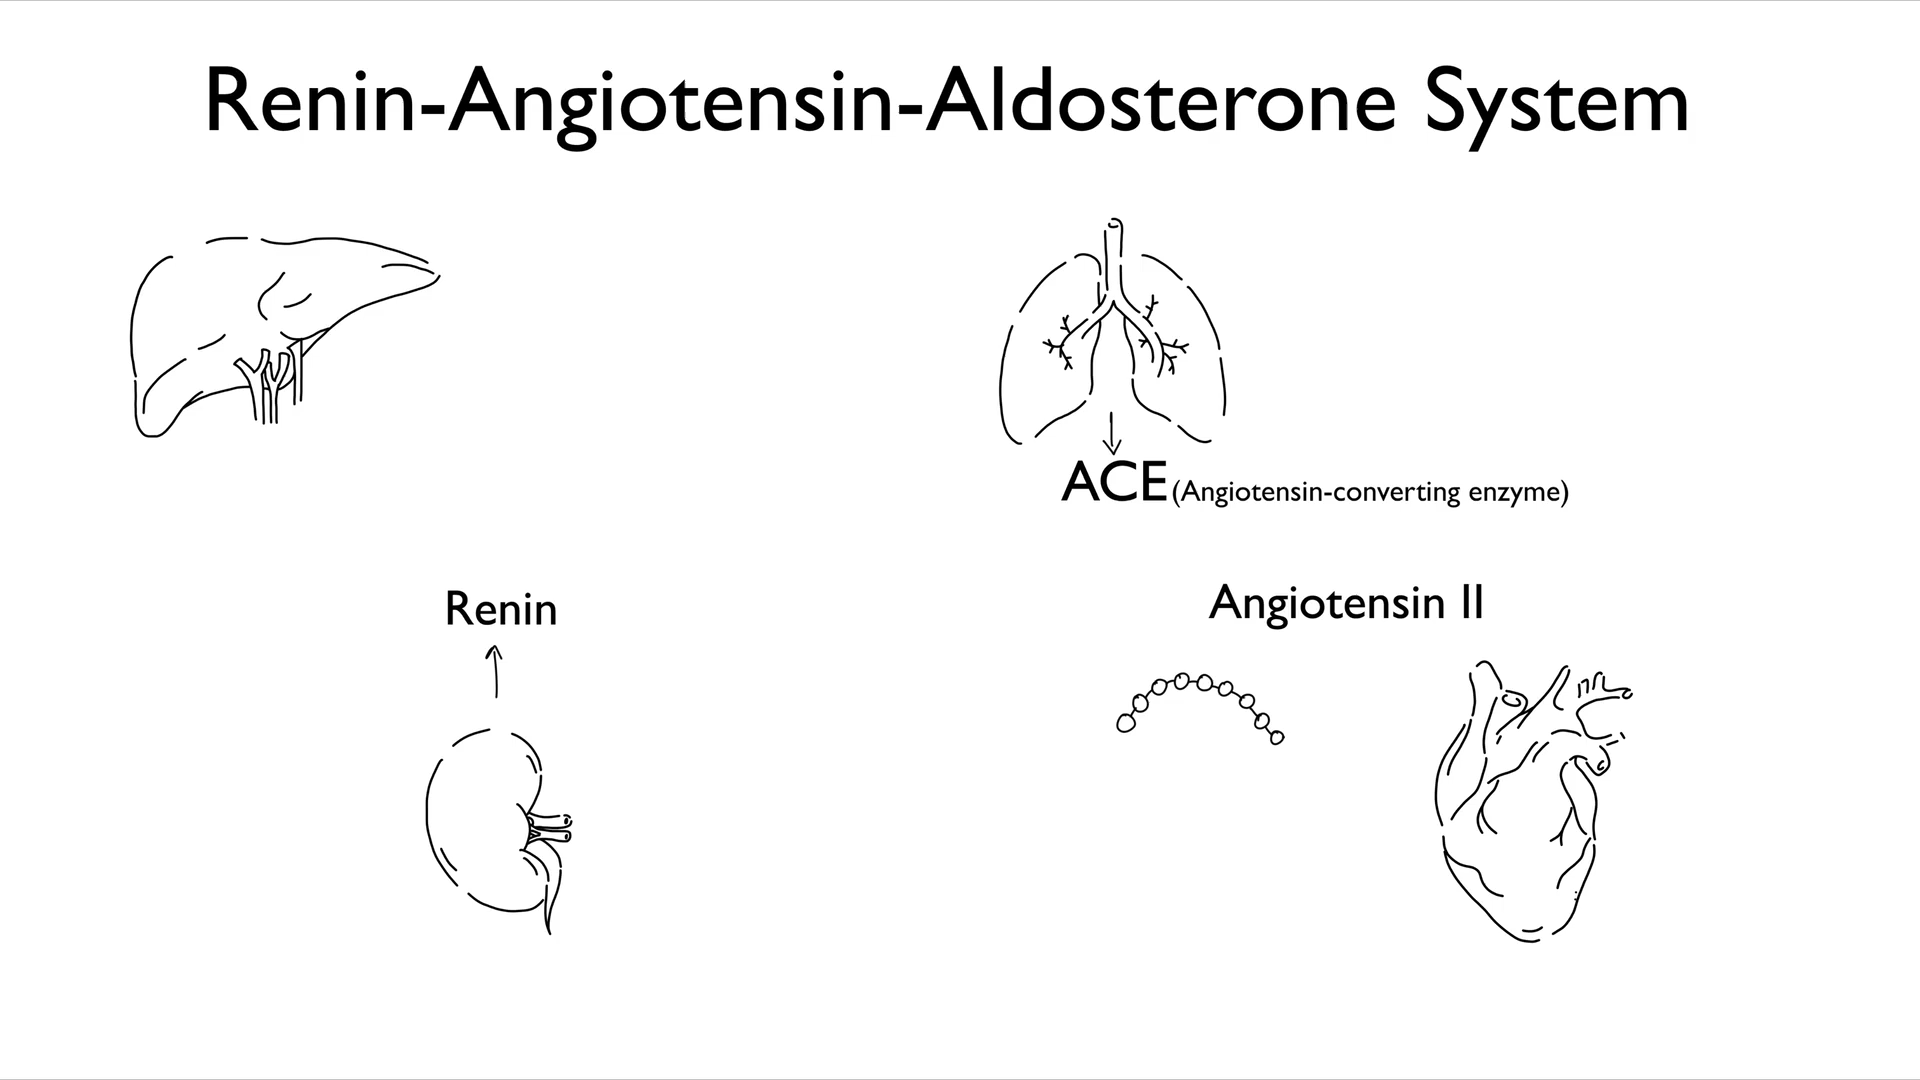 Renin-Angiotensin-Aldosterone System
ACE (Angiotensin-converting enzyme)
Renin
Angiotensin II